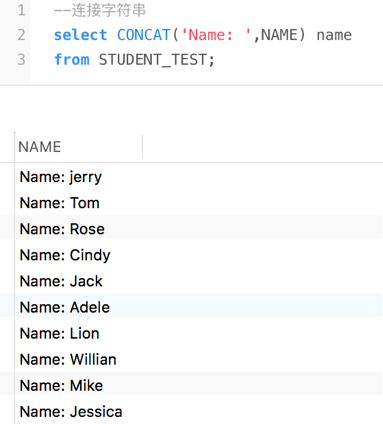 1 --连接字符串
2 select CONCAT('Name: ',NAME) name
3 from STUDENT_TEST;
NAME
Name: jerry
Name: Tom
Name: Rose
Name: Cindy
Name: Jack
Name: Adele
Name: Lion
Name: Willian
Name: Mike
Name: Jessica